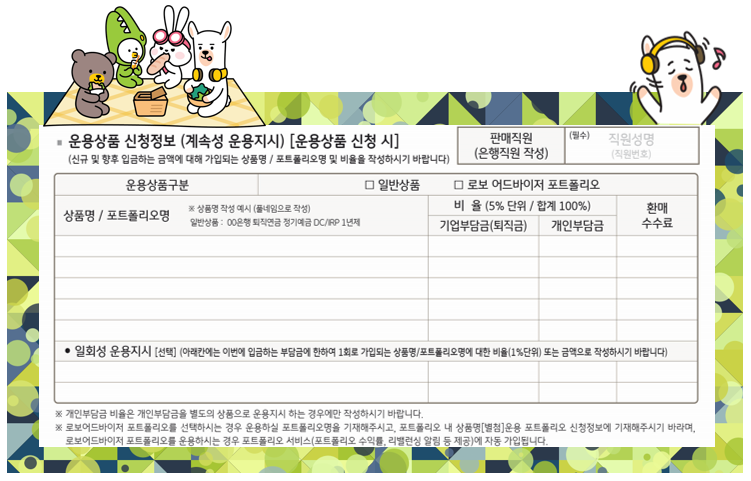 ▪ 운용상품 신청정보 (계속성 운용지시) [운용상품 신청 시]
(신규 및 향후 입금하는 금액에 대해 가입되는 상품명 / 포트폴리오명 및 비율을 작성하시기 바랍니다)
판매직원
(은행직원 작성)
(필수) 직원성명
(직원번호)
운용상품구분 □ 일반상품 □ 로보 어드바이저 포트폴리오
상품명 / 포트폴리오명
※ 상품명 작성 예시 (풀네임으로 작성)
일반상품 : 00은행 퇴직연금 정기예금 DC/IRP 1년제
비 율 (5% 단위 / 합계 100%)
기업부담금(퇴직금) 개인부담금
환매
수수료
● 일회성 운용지시 [선택] (아래칸에는 이번에 입금하는 부담금에 한하여 1회로 가입되는 상품명/포트폴리오명에 대한 비율(1%단위) 또는 금액으로 작성하시기 바랍니다)
※ 개인부담금 비율은 개인부담금을 별도의 상품으로 운용지시 하는 경우에만 작성하시기 바랍니다.
※ 로보어드바이저 포트폴리오를 선택하시는 경우 운용하실 포트폴리오명을 기재해주시고, 포트폴리오 내 상품명[별첨]운용 포트폴리오 신청정보에 기재해주시기 바라며,
로보어드바이저 포트폴리오를 운용하시는 경우 포트폴리오 서비스(포트폴리오 수익률, 리밸런싱 알림 등 제공)에 자동 가입됩니다.